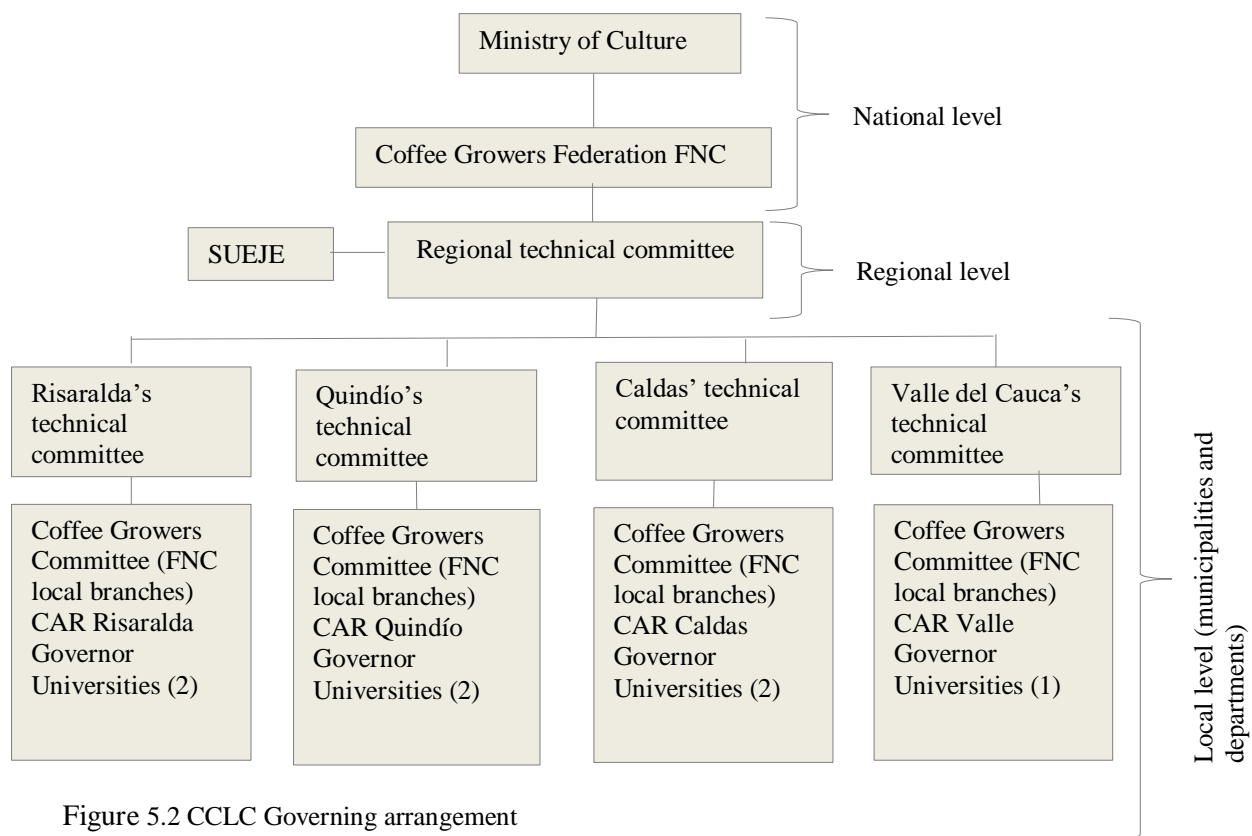 Ministry of Culture
National level
Coffee Growers Federation FNC
SUEJE
Regional technical committee
Regional level
Risaralda’s
technical
committee
Quindío’s
technical
committee
Caldas’ technical
committee
Valle del Cauca’s
technical
committee
Coffee Growers
Committee (FNC
local branches)
CAR Risaralda
Governor
Universities (2)
Coffee Growers
Committee (FNC
local branches)
CAR Quindío
Governor
Universities (2)
Coffee Growers
Committee (FNC
local branches)
CAR Caldas
Governor
Universities (2)
Coffee Growers
Committee (FNC
local branches)
CAR Valle
Governor
Universities (1)
Local level (municipalities and
departments)
Figure 5.2 CCLC Governing arrangement